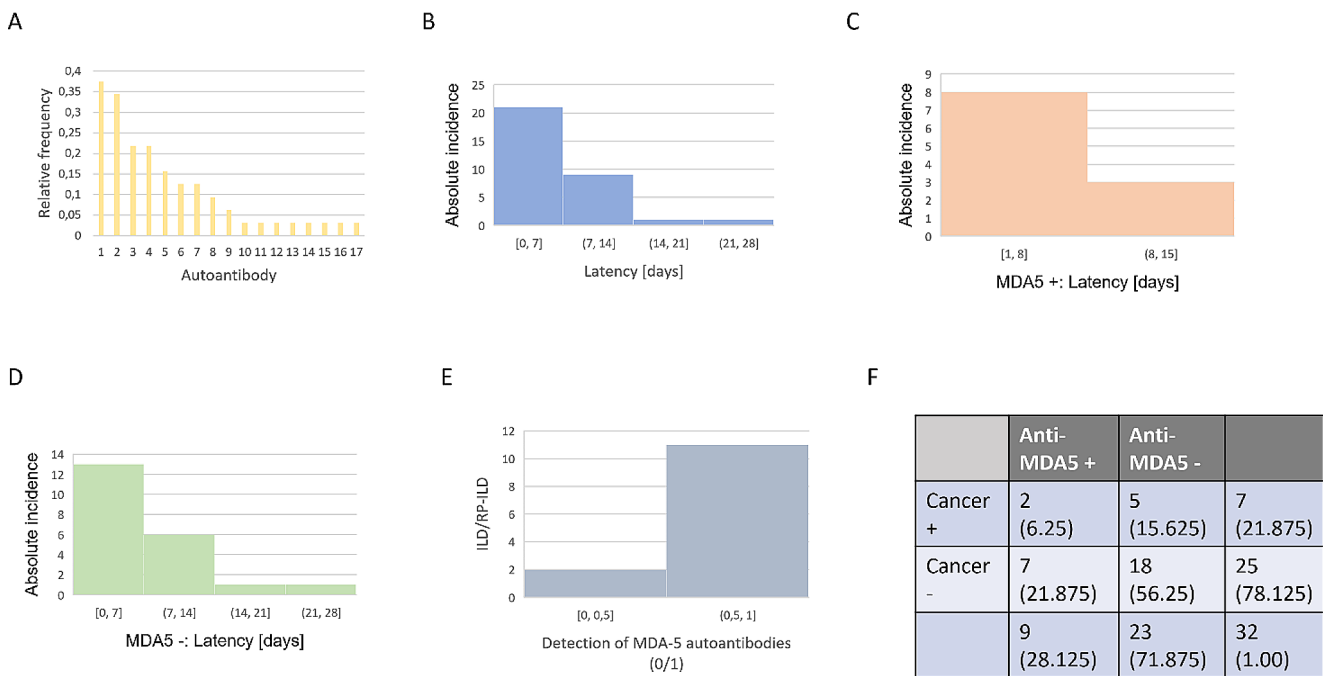 A
B
C
0,4
0,35
0,3
0,25
0,2
0,15
0,1
0,05
0
Relative frequency
1 2 3 4 5 6 7 8 9 10 11 12 13 14 15 16 17
Autoantibody
25
20
15
10
5
0
Absolute incidence
[0, 7] (7, 14] (14, 21] (21, 28]
Latency [days]
9
8
7
6
5
4
3
2
1
0
Absolute incidence
[1, 8] (8, 15]
MDA5 +: Latency [days]
D
E
F
14
12
10
8
6
4
2
0
Absolute incidence
[0, 7] (7, 14] (14, 21] (21, 28]
MDA5 -: Latency [days]
12
10
8
6
4
2
0
ILD/RP-ILD
[0, 0,5] (0,5, 1]
Detection of MDA-5 autoantibodies
(0/1)
Anti- Anti-
MDA5 + MDA5 -
Cancer 2 5 7
+ (6.25) (15.625) (21.875)
Cancer 7 18 25
- (21.875) (56.25) (78.125)
9 23 32
(28.125) (71.875) (1.00)